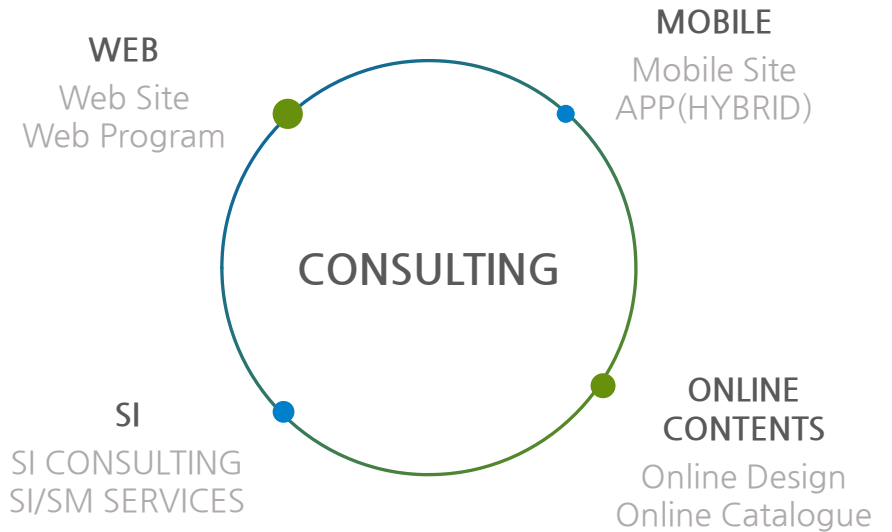 WEB
Web Site
Web Program
MOBILE
Mobile Site
APP(HYBRID)
CONSULTING
SI
SI CONSULTING
SI/SM SERVICES
ONLINE
CONTENTS
Online Design
Online Catalogue